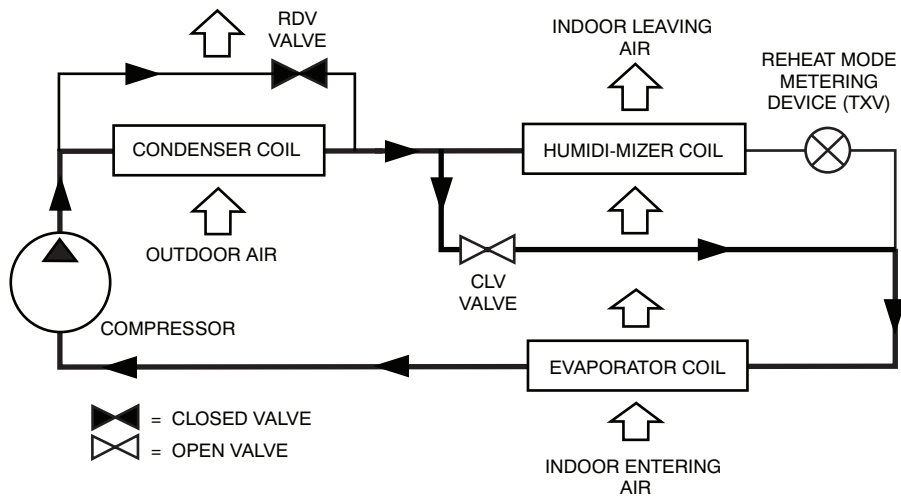 RDV
VALVE
INDOOR LEAVING
AIR
REHEAT MODE
METERING
DEVICE (TXV)
CONDENSER COIL
HUMIDI-MIZER COIL
OUTDOOR AIR
CLV
VALVE
COMPRESSOR
EVAPORATOR COIL
= CLOSED VALVE
= OPEN VALVE
INDOOR ENTERING
AIR